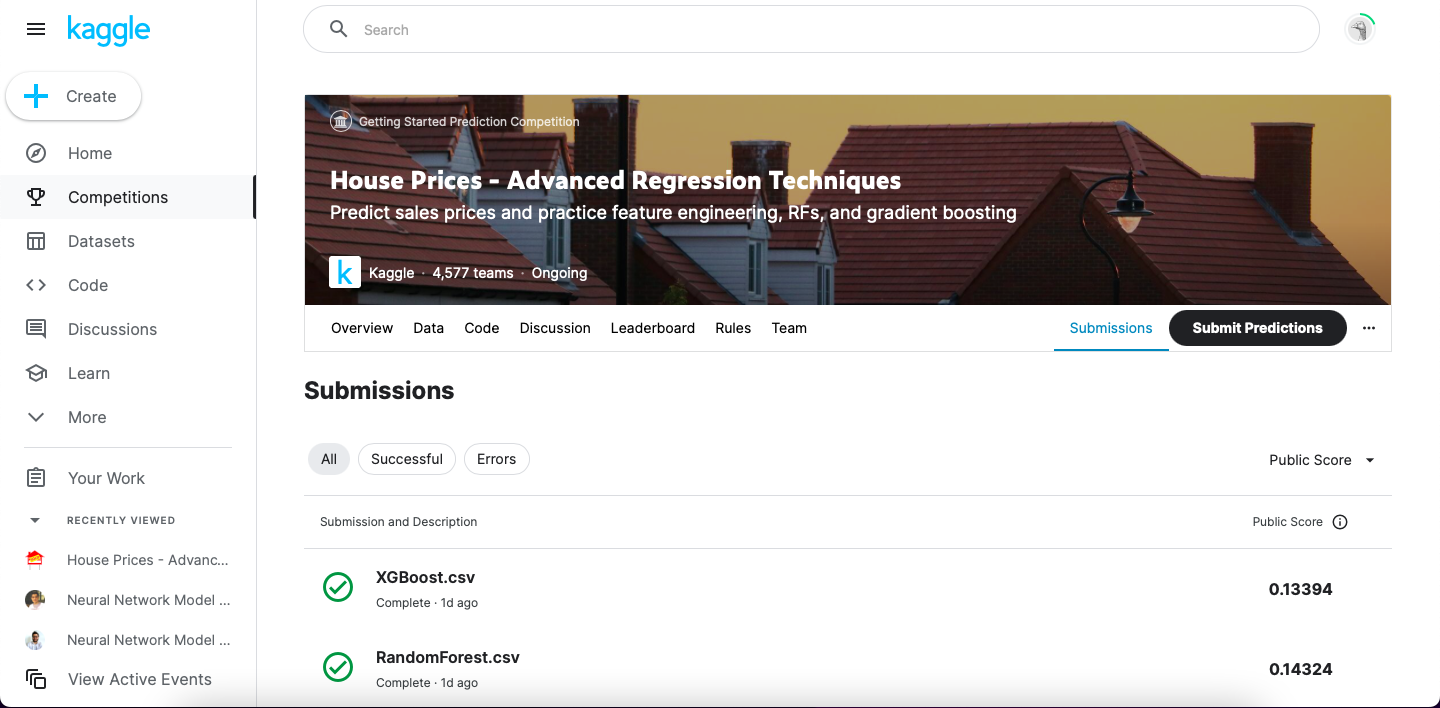 kaggle
Search
Create
Home
Competitions
Datasets
Code
Discussions
Learn
More
Your Work
RECENTLY VIEWED
House Prices - Advanc...
Neural Network Model ...
Neural Network Model ...
View Active Events
Getting Started Prediction Competition
House Prices - Advanced Regression Techniques
Predict sales prices and practice feature engineering, RFs, and gradient boosting
k Kaggle · 4,577 teams · Ongoing
Overview Data Code Discussion Leaderboard Rules Team Submissions Submit Predictions ...
Submissions
All Successful Errors Public Score
Submission and Description Public Score
XGBoost.csv
Complete · 1d ago
0.13394
RandomForest.csv
Complete · 1d ago
0.14324